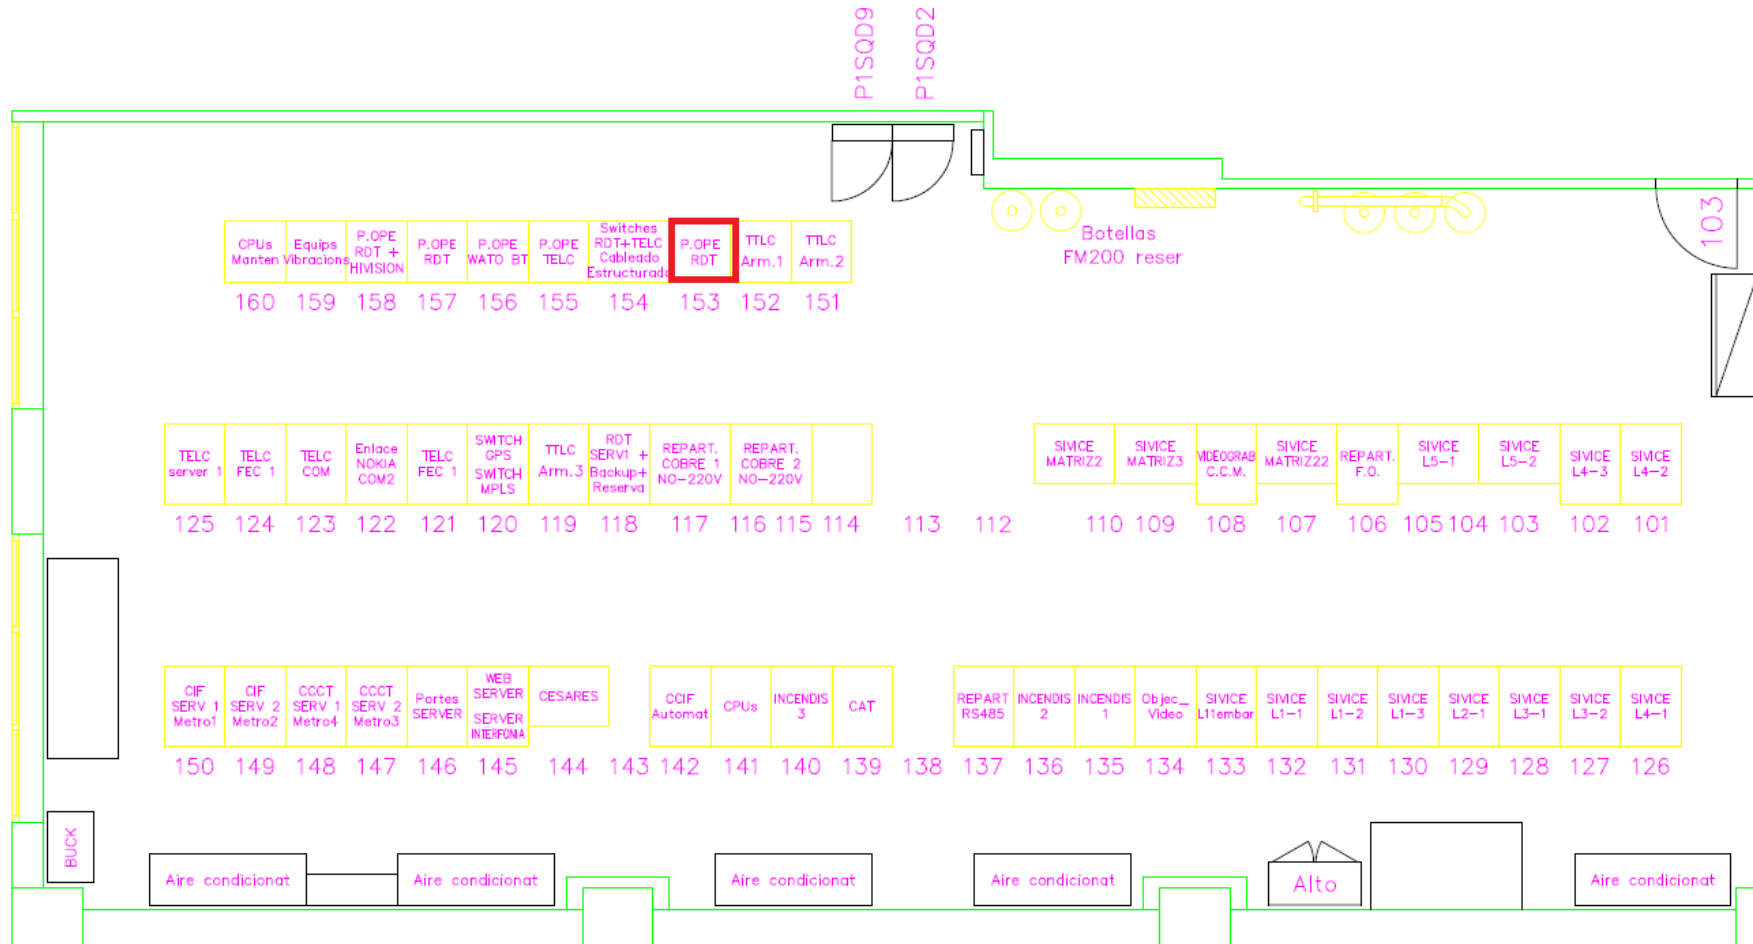 P1SQD9
P1SQD2
103
Botellas
FM200 reser
CPUs
Manten
Equips
Vibracions
P.OPE
RDT +
HIVISION
P.OPE
RDT
P.OPE
WATO BT
P.OPE
TELC
Switches
RDT+TELC
Cableado
Estructurado
P.OPE
RDT
TTLC
Arm.1
TTLC
Arm.2
160 159 158 157 156 155 154 153 152 151
TELC
server 1
TELC
FEC 1
TELC
COM
Enlace
NOKIA
COM2
TELC
FEC 1
SWITCH
GPS
SWITCH
MPLS
TTLC
Arm.3
RDT
SERV1 +
Backup+
Reserva
REPART.
COBRE 1
NO-220V
REPART.
COBRE 2
NO-220V
SIVICE
MATRIZ2
SIVICE
MATRIZ3
VIDEOGRAB
C.C.M.
SIVICE
MATRIZ22
REPART.
F.O.
SIVICE
L5-1
SIVICE
L5-2
SIVICE
L4-3
SIVICE
L4-2
125 124 123 122 121 120 119 118 117 116 115 114 113 112 110 109 108 107 106 105 104 103 102 101
CIF
SERV 1
Metro1
CIF
SERV 2
Metro2
CCCT
SERV 1
Metro4
CCCT
SERV 2
Metro3
Portes
SERVER
WEB
SERVER
SERVER
INTERFONIA
CESARES
CCIF
Automat
CPUs
INCENDIS
3
CAT
REPART
RS485
INCENDIS
2
INCENDIS
1
Objec_
Video
SIVICE
L11embar
SIVICE
L1-1
SIVICE
L1-2
SIVICE
L1-3
SIVICE
L2-1
SIVICE
L3-1
SIVICE
L3-2
SIVICE
L4-1
150 149 148 147 146 145 144 143 142 141 140 139 138 137 136 135 134 133 132 131 130 129 128 127 126
BUCK
Aire condicionat
Aire condicionat
Aire condicionat
Aire condicionat
Alto
Aire condicionat